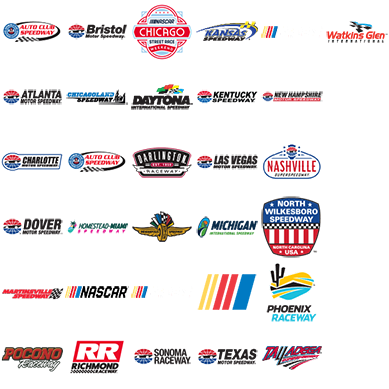 AUTO CLUB
SPEEDWAY
Bristol
Motor Speedway.
NASCAR
CHICAGO
STREET RACE
WEEKEND
KANSAS
SPEEDWAY
Watkins Glen
INTERNATIONAL
ATLANTA
MOTOR SPEEDWAY
CHICAGOLAND
SPEEDWAY
DAYTONA
INTERNATIONAL SPEEDWAY
KENTUCKY
SPEEDWAY
NEW HAMPSHIRE
MOTOR SPEEDWAY
CHARLOTTE
MOTOR SPEEDWAY
AUTO CLUB
SPEEDWAY
DARLINGTON
RACEWAY
LAS VEGAS
MOTOR SPEEDWAY
NASHVILLE
SUPERSPEEDWAY
DOVER
MOTOR SPEEDWAY
HOMESTEAD-MIAMI
SPEEDWAY
MICHIGAN
INTERNATIONAL SPEEDWAY
NORTH
WILKESBORO
SPEEDWAY
NORTH CAROLINA
USA
MARTINSVILLE
SPEEDWAY
NASCAR
PHOENIX
RACEWAY
POCONO
Raceway
RR
RICHMOND
RACEWAY
SONOMA
RACEWAY
TEXAS
MOTOR SPEEDWAY
TALLADEGA